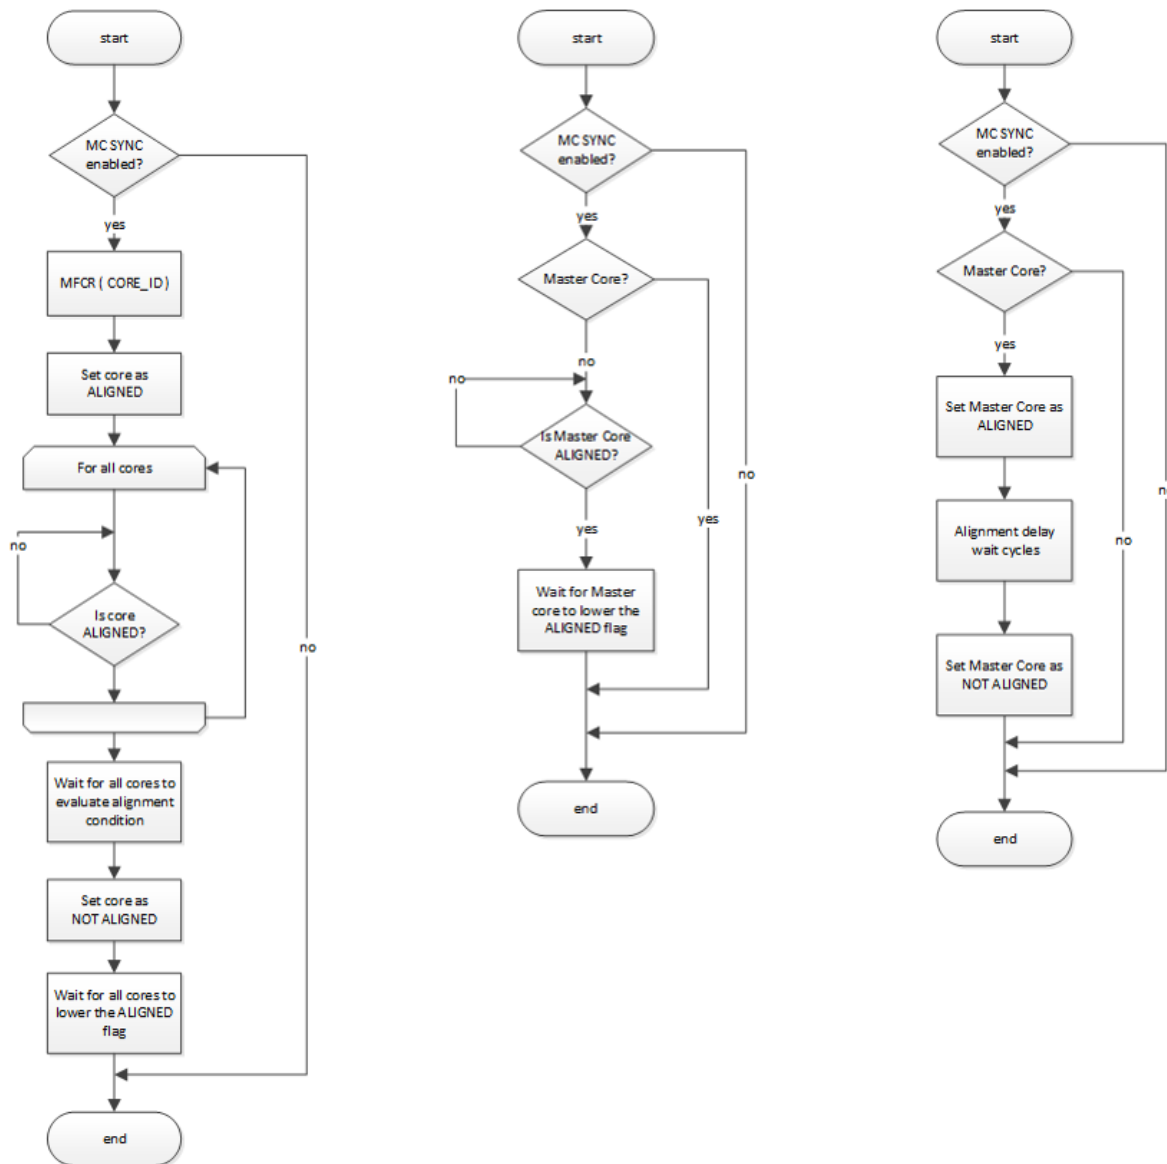 start
MC SYNC
enabled?
yes
MFCR ( CORE_ID )
Set core as
ALIGNED
For all cores
no
Is core
ALIGNED?
no
Wait for all cores to
evaluate alignment
condition
Set core as
NOT ALIGNED
Wait for all cores to
lower the ALIGNED
flag
end
start
MC SYNC
enabled?
yes
Master Core?
no
no
Is Master Core
ALIGNED?
no
yes
yes
Wait for Master
core to lower the
ALIGNED flag
end
start
MC SYNC
enabled?
yes
Master Core?
yes
Set Master Core as
ALIGNED
Alignment delay
wait cycles
no
Set Master Core as
NOT ALIGNED
end